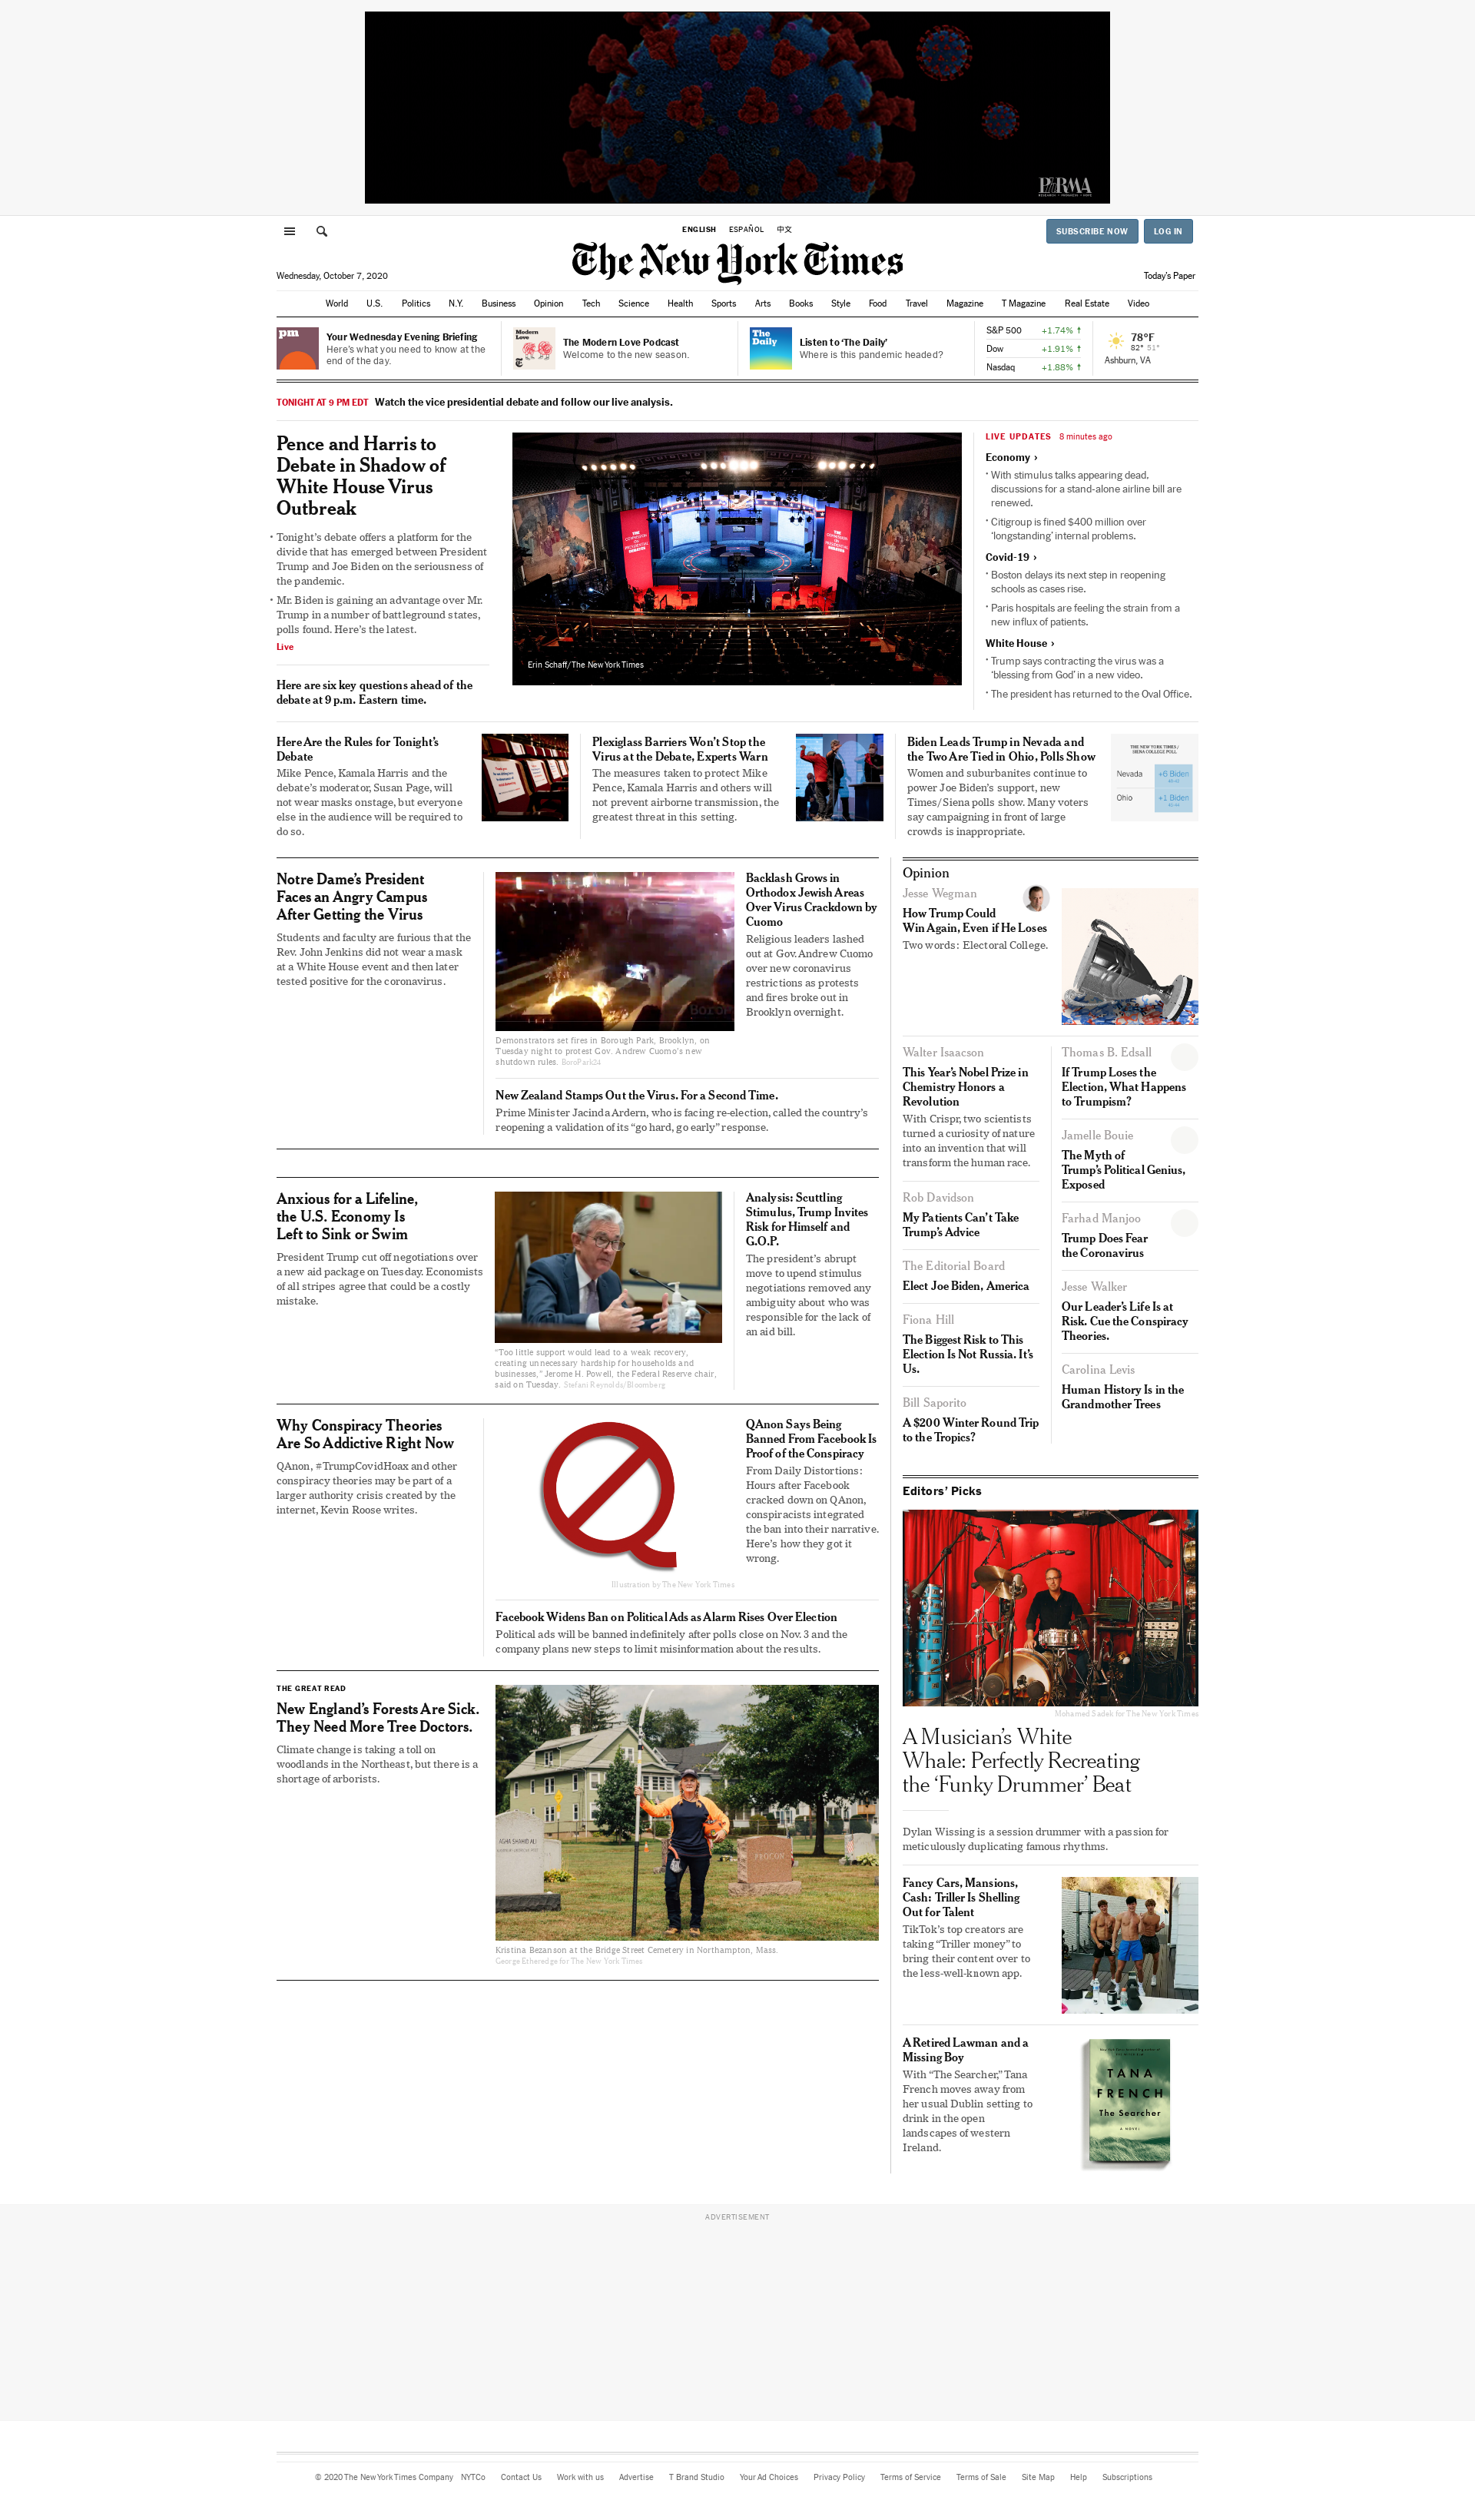 PhRMA
RESEARCH • PROGRESS • HOPE
ENGLISH ESPAÑOL 中文
SUBSCRIBE NOW LOG IN
The New York Times
Wednesday, October 7, 2020
Today's Paper
World U.S. Politics N.Y. Business Opinion Tech Science Health Sports Arts Books Style Food Travel Magazine T Magazine Real Estate Video
pm
Your Wednesday Evening Briefing
Here's what you need to know at the
end of the day.
Modern
Love
The Modern Love Podcast
Welcome to the new season.
The
Daily
Listen to 'The Daily'
Where is this pandemic headed?
S&P 500 +1.74% ↑
Dow +1.91% ↑
Nasdaq +1.88% ↑
78°F
82° 51°
Ashburn, VA
TONIGHT AT 9 PM EDT Watch the vice presidential debate and follow our live analysis.
Pence and Harris to
Debate in Shadow of
White House Virus
Outbreak
• Tonight's debate offers a platform for the
divide that has emerged between President
Trump and Joe Biden on the seriousness of
the pandemic.
• Mr. Biden is gaining an advantage over Mr.
Trump in a number of battleground states,
polls found. Here's the latest.
Live
Here are six key questions ahead of the
debate at 9 p.m. Eastern time.
THE
COMMISSION
ON
PRESIDENTIAL
DEBATES
Erin Schaff/The New York Times
LIVE UPDATES 8 minutes ago
Economy ›
• With stimulus talks appearing dead,
discussions for a stand-alone airline bill are
renewed.
• Citigroup is fined $400 million over
'longstanding' internal problems.
Covid-19 ›
• Boston delays its next step in reopening
schools as cases rise.
• Paris hospitals are feeling the strain from a
new influx of patients.
White House ›
• Trump says contracting the virus was a
'blessing from God' in a new video.
• The president has returned to the Oval Office.
Here Are the Rules for Tonight's
Debate
Mike Pence, Kamala Harris and the
debate's moderator, Susan Page, will
not wear masks onstage, but everyone
else in the audience will be required to
do so.
Plexiglass Barriers Won't Stop the
Virus at the Debate, Experts Warn
The measures taken to protect Mike
Pence, Kamala Harris and others will
not prevent airborne transmission, the
greatest threat in this setting.
Biden Leads Trump in Nevada and
the Two Are Tied in Ohio, Polls Show
Women and suburbanites continue to
power Joe Biden's support, new
Times/Siena polls show. Many voters
say campaigning in front of large
crowds is inappropriate.
THE NEW YORK TIMES/
SIENA COLLEGE POLL
Nevada +6 Biden
Ohio +1 Biden
Notre Dame's President
Faces an Angry Campus
After Getting the Virus
Students and faculty are furious that the
Rev. John Jenkins did not wear a mask
at a White House event and then later
tested positive for the coronavirus.
Demonstrators set fires in Borough Park, Brooklyn, on
Tuesday night to protest Gov. Andrew Cuomo's new
shutdown rules. BoroPark24
Backlash Grows in
Orthodox Jewish Areas
Over Virus Crackdown by
Cuomo
Religious leaders lashed
out at Gov. Andrew Cuomo
over new coronavirus
restrictions as protests
and fires broke out in
Brooklyn overnight.
New Zealand Stamps Out the Virus. For a Second Time.
Prime Minister Jacinda Ardern, who is facing re-election, called the country's
reopening a validation of its "go hard, go early" response.
Anxious for a Lifeline,
the U.S. Economy Is
Left to Sink or Swim
President Trump cut off negotiations over
a new aid package on Tuesday. Economists
of all stripes agree that could be a costly
mistake.
"Too little support would lead to a weak recovery,
creating unnecessary hardship for households and
businesses," Jerome H. Powell, the Federal Reserve chair,
said on Tuesday. Stefani Reynolds/Bloomberg
Analysis: Scuttling
Stimulus, Trump Invites
Risk for Himself and
G.O.P.
The president's abrupt
move to upend stimulus
negotiations removed any
ambiguity about who was
responsible for the lack of
an aid bill.
Why Conspiracy Theories
Are So Addictive Right Now
QAnon, #TrumpCovidHoax and other
conspiracy theories may be part of a
larger authority crisis created by the
internet, Kevin Roose writes.
Illustration by The New York Times
QAnon Says Being
Banned From Facebook Is
Proof of the Conspiracy
From Daily Distortions:
Hours after Facebook
cracked down on QAnon,
conspiracists integrated
the ban into their narrative.
Here's how they got it
wrong.
Facebook Widens Ban on Political Ads as Alarm Rises Over Election
Political ads will be banned indefinitely after polls close on Nov. 3 and the
company plans new steps to limit misinformation about the results.
THE GREAT READ
New England's Forests Are Sick.
They Need More Tree Doctors.
Climate change is taking a toll on
woodlands in the Northeast, but there is a
shortage of arborists.
AGHA SHAHID ALI
Kristina Bezanson at the Bridge Street Cemetery in Northampton, Mass.
George Etheredge for The New York Times
Opinion
Jesse Wegman
How Trump Could
Win Again, Even if He Loses
Two words: Electoral College.
Walter Isaacson
This Year's Nobel Prize in
Chemistry Honors a
Revolution
With Crispr, two scientists
turned a curiosity of nature
into an invention that will
transform the human race.
Rob Davidson
My Patients Can't Take
Trump's Advice
The Editorial Board
Elect Joe Biden, America
Fiona Hill
The Biggest Risk to This
Election Is Not Russia. It's
Us.
Bill Saporito
A $200 Winter Round Trip
to the Tropics?
Thomas B. Edsall
If Trump Loses the
Election, What Happens
to Trumpism?
Jamelle Bouie
The Myth of
Trump's Political Genius,
Exposed
Farhad Manjoo
Trump Does Fear
the Coronavirus
Jesse Walker
Our Leader's Life Is at
Risk. Cue the Conspiracy
Theories.
Carolina Levis
Human History Is in the
Grandmother Trees
Editors' Picks
Mohamed Sadek for The New York Times
A Musician's White
Whale: Perfectly Recreating
the 'Funky Drummer' Beat
Dylan Wissing is a session drummer with a passion for
meticulously duplicating famous rhythms.
Fancy Cars, Mansions,
Cash: Triller Is Shelling
Out for Talent
TikTok's top creators are
taking "Triller money" to
bring their content over to
the less-well-known app.
A Retired Lawman and a
Missing Boy
With "The Searcher," Tana
French moves away from
her usual Dublin setting to
drink in the open
landscapes of western
Ireland.
TANA
FRENCH
The Searcher
A NOVEL
ADVERTISEMENT
© 2020 The New York Times Company NYTCo Contact Us Work with us Advertise T Brand Studio Your Ad Choices Privacy Policy Terms of Service Terms of Sale Site Map Help Subscriptions